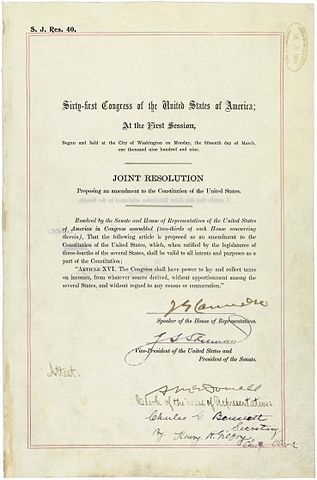 S. J. Res. 40.
Sixty-first Congress of the United States of America;
At the First Session,
Begun and held at the City of Washington on Monday, the fifteenth day of March,
one thousand nine hundred and nine.
JOINT RESOLUTION
Proposing an amendment to the Constitution of the United States.
Resolved by the Senate and House of Representatives of the United States
of America in Congress assembled (two-thirds of each House concurring
therein), That the following article is proposed as an amendment to the
Constitution of the United States, which, when ratified by the legislatures of
three-fourths of the several States, shall be valid to all intents and purposes as
a part of the Constitution:
"ARTICLE XVI. The Congress shall have power to lay and collect taxes
on incomes, from whatever source derived, without apportionment among the
several States, and without regard to any census or enumeration."
J G Cannon
Speaker of the House of Representatives.
J. S. Sherman
Vice-President of the United States and
President of the Senate.
Attest.
A McDowell
Clerk of the House of Representatives
Charles G. Bennett
Secretary
By Henry H. Gilfry
Chief Clerk